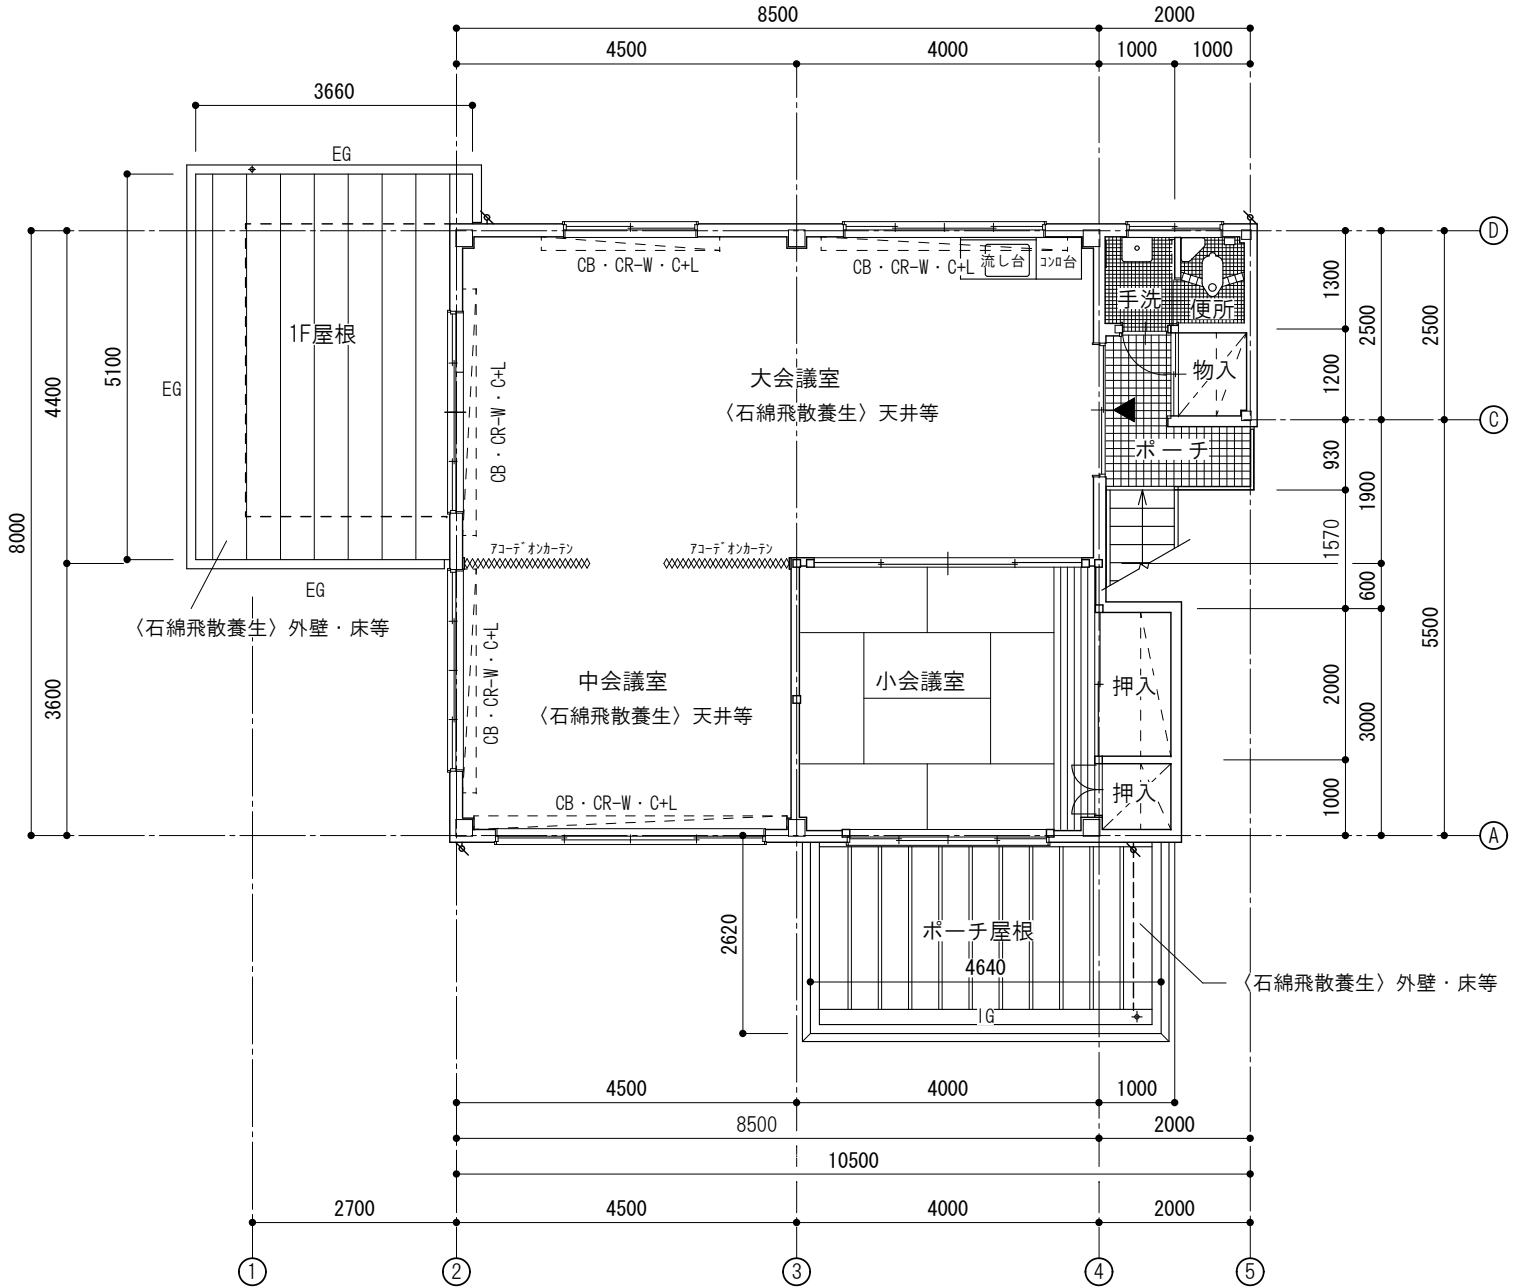 8500
2000
4500
4000
1000
1000
3660
EG
D
CB・CR-W・C+L
CB・CR-W・C+L
流し台
コンロ台
手洗
便所
1300
2500
2500
1F屋根
5100
4400
EG
CB・CR-W・C+L
大会議室
〈石綿飛散養生〉天井等
物入
1200
C
ポーチ
930
1900
8000
アコーデオンカーテン
アコーデオンカーテン
1570
600
EG
〈石綿飛散養生〉外壁・床等
5500
3600
CB・CR-W・C+L
中会議室
〈石綿飛散養生〉天井等
小会議室
押入
2000
3000
CB・CR-W・C+L
押入
1000
A
2620
ポーチ屋根
4640
〈石綿飛散養生〉外壁・床等
IG
4500
4000
1000
8500
2000
10500
2700
4500
4000
2000
1
2
3
4
5